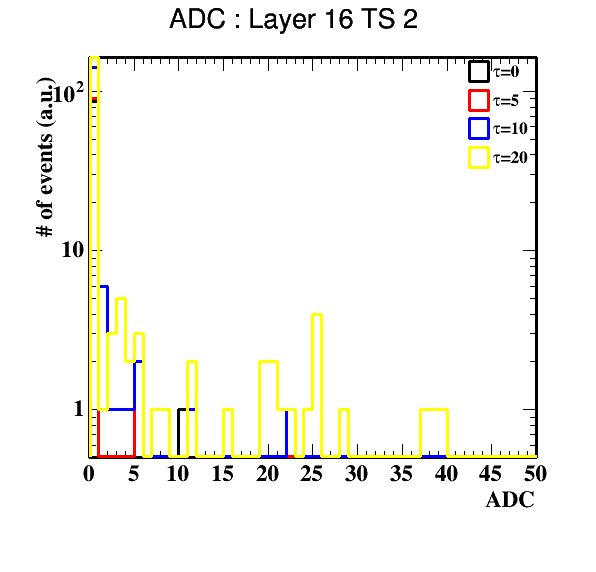 ADC : Layer 16 TS 2
# of events (a.u.)
10²
10
1
τ=0
τ=5
τ=10
τ=20
0 5 10 15 20 25 30 35 40 45 50
ADC